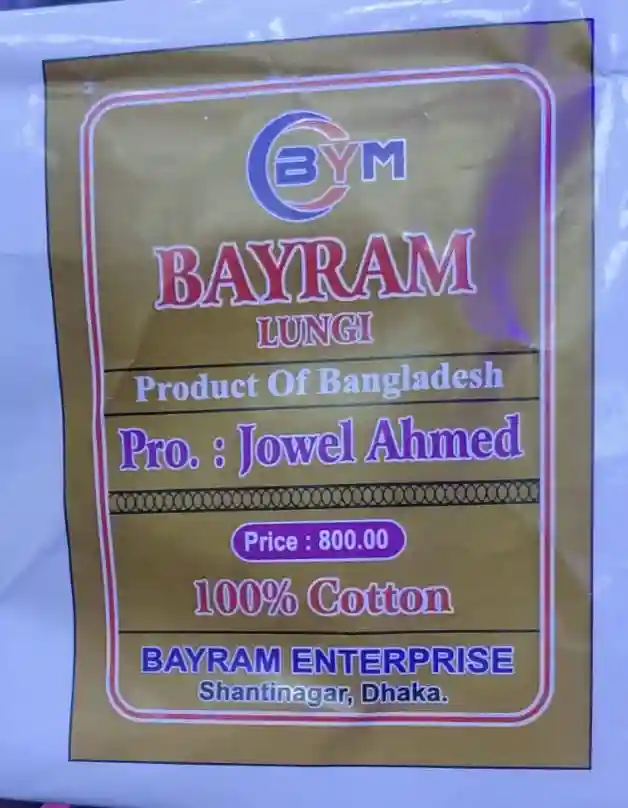 BYM
BAYRAM
LUNGI
Product Of Bangladesh
Pro. : Jowel Ahmed
Price : 800.00
100% Cotton
BAYRAM ENTERPRISE
Shantinagar, Dhaka.